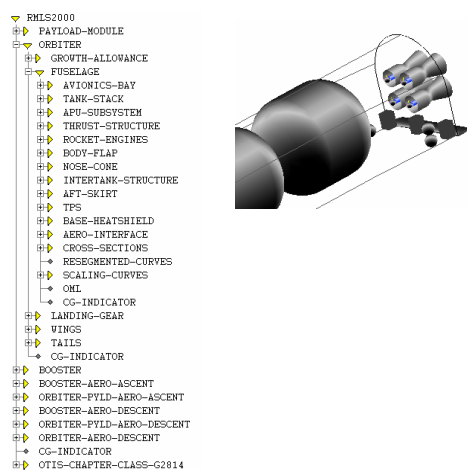 RMLS2000
PAYLOAD-MODULE
ORBITER
GROWTH-ALLOWANCE
FUSELAGE
AVIONICS-BAY
TANK-STACK
APU-SUBSYSTEM
THRUST-STRUCTURE
ROCKET-ENGINES
BODY-FLAP
NOSE-CONE
INTERTANK-STRUCTURE
AFT-SKIRT
TPS
BASE-HEATSHIELD
AERO-INTERFACE
CROSS-SECTIONS
RESEGMENTED-CURVES
SCALING-CURVES
OML
CG-INDICATOR
LANDING-GEAR
WINGS
TAILS
CG-INDICATOR
BOOSTER
BOOSTER-AERO-ASCENT
ORBITER-PYLD-AERO-ASCENT
BOOSTER-AERO-DESCENT
ORBITER-PYLD-AERO-DESCENT
ORBITER-AERO-DESCENT
CG-INDICATOR
OTIS-CHAPTER-CLASS-G2814